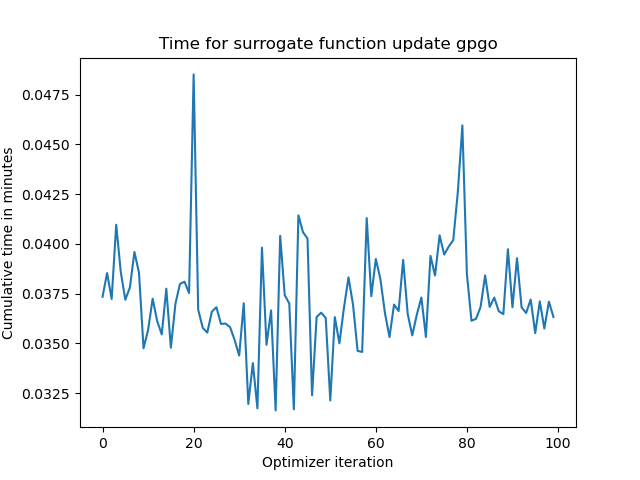 Time for surrogate function update gpgo
Cumulative time in minutes
0.0475
0.0450
0.0425
0.0400
0.0375
0.0350
0.0325
0 20 40 60 80 100
Optimizer iteration